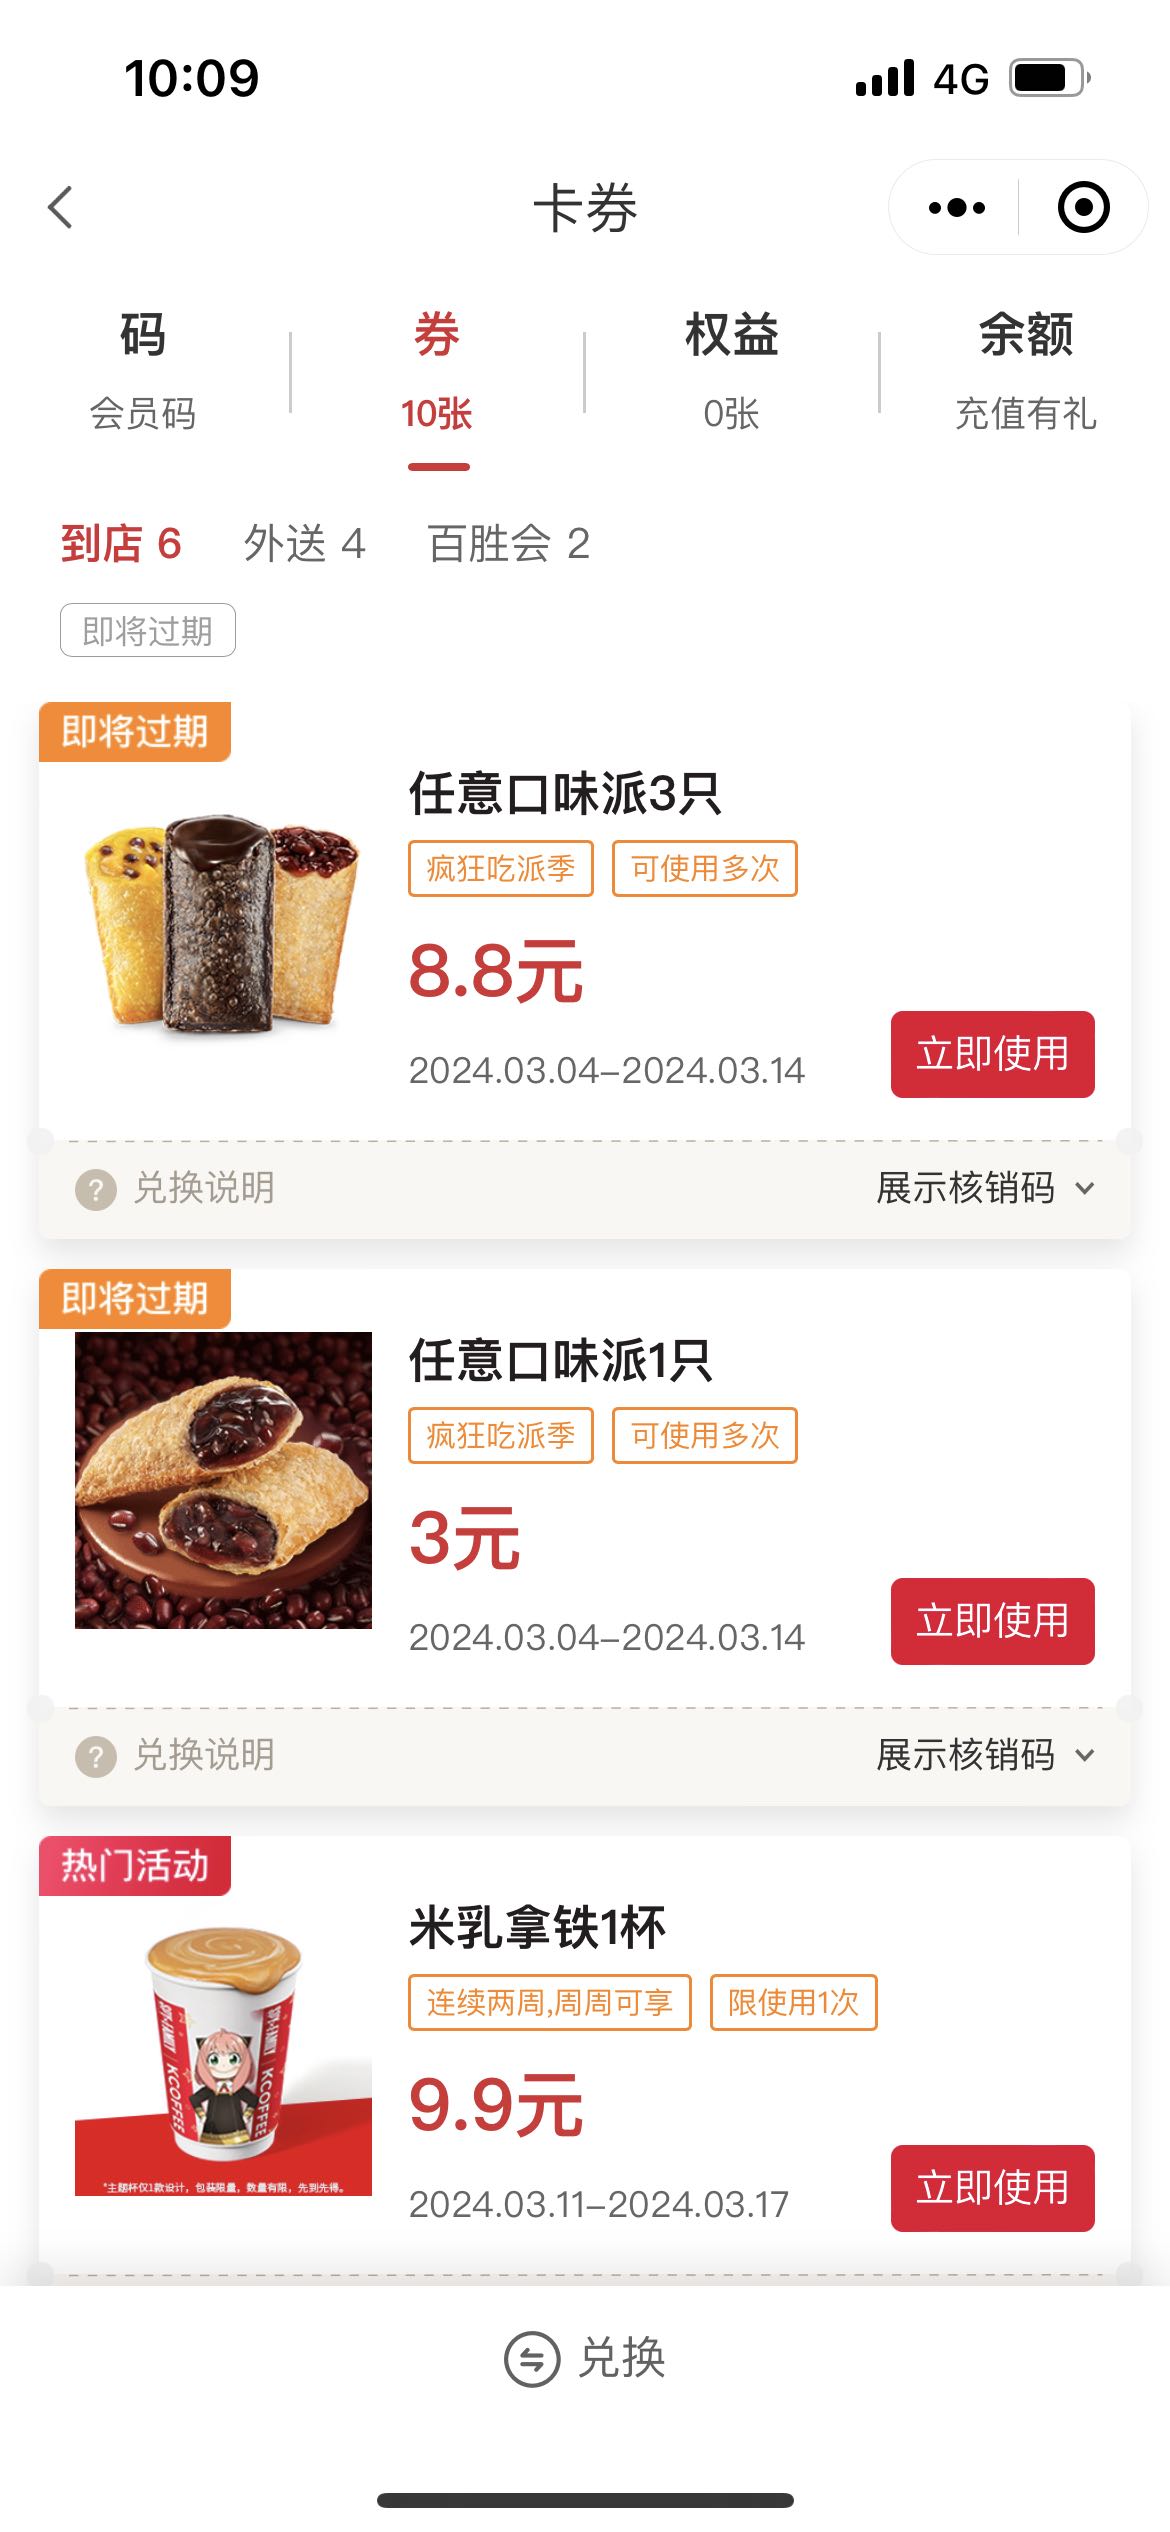 10:09
4G
卡券
码
券
权益
余额
会员码
10张
0张
充值有礼
到店 6
外送 4
百胜会 2
即将过期
即将过期
任意口味派3只
疯狂吃派季
可使用多次
8.8元
2024.03.04-2024.03.14
立即使用
? 兑换说明
展示核销码
即将过期
任意口味派1只
疯狂吃派季
可使用多次
3元
2024.03.04-2024.03.14
立即使用
? 兑换说明
展示核销码
热门活动
米乳拿铁1杯
连续两周,周周可享
限使用1次
9.9元
KCOFFEE
KCOFFEE
*主题杯仅1款设计，包装限量，数量有限，先到先得。
2024.03.11-2024.03.17
立即使用
兑换